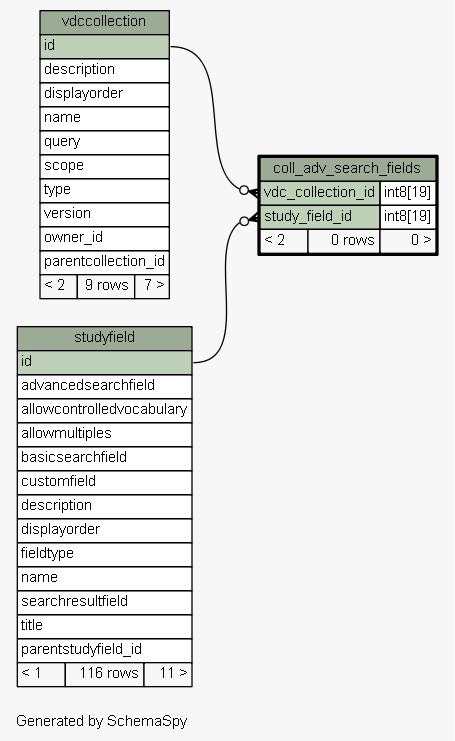 vdccollection
id
description
displayorder
name
query
scope
type
version
owner_id
parentcollection_id
< 2 9 rows 7 >
coll_adv_search_fields
vdc_collection_id int8[19]
study_field_id int8[19]
< 2 0 rows 0 >
studyfield
id
advancedsearchfield
allowcontrolledvocabulary
allowmultiples
basicsearchfield
customfield
description
displayorder
fieldtype
name
searchresultfield
title
parentstudyfield_id
< 1 116 rows 11 >
Generated by SchemaSpy